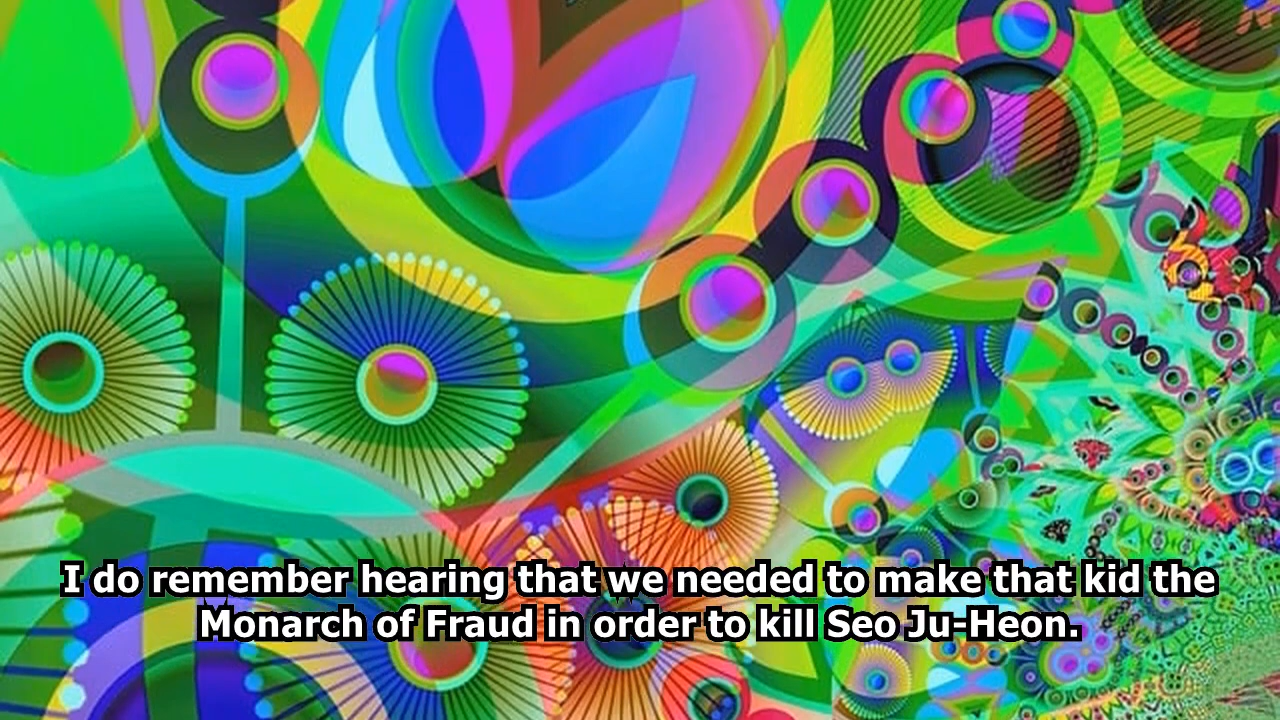 I do remember hearing that we needed to make that kid the
Monarch of Fraud in order to kill Seo Ju-Heon.